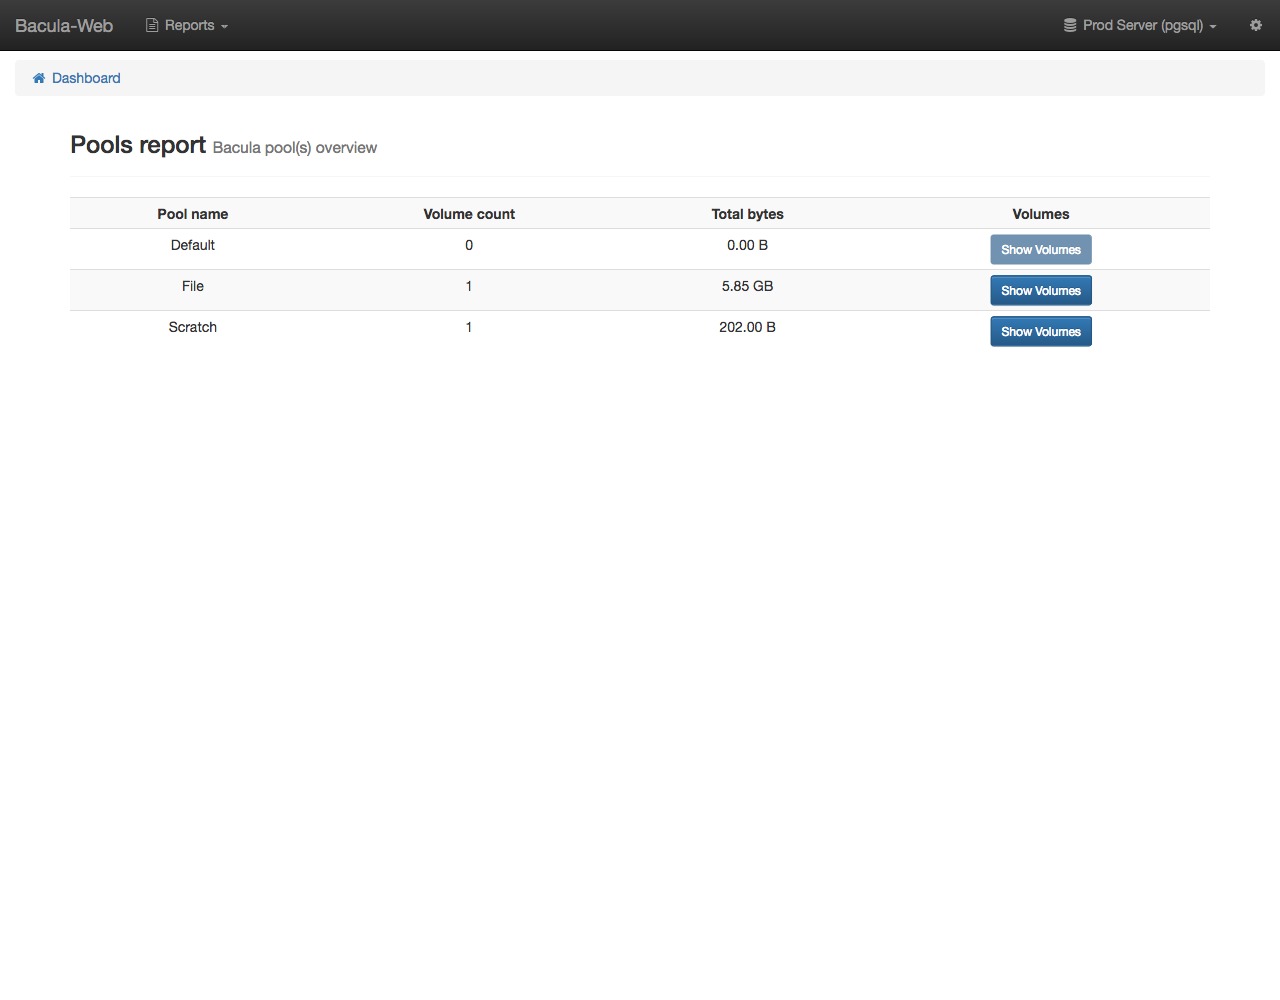 Bacula-Web Reports Prod Server (pgsql)
Dashboard
Pools report Bacula pool(s) overview
Pool name Volume count Total bytes Volumes
Default 0 0.00 B Show Volumes
File 1 5.85 GB Show Volumes
Scratch 1 202.00 B Show Volumes